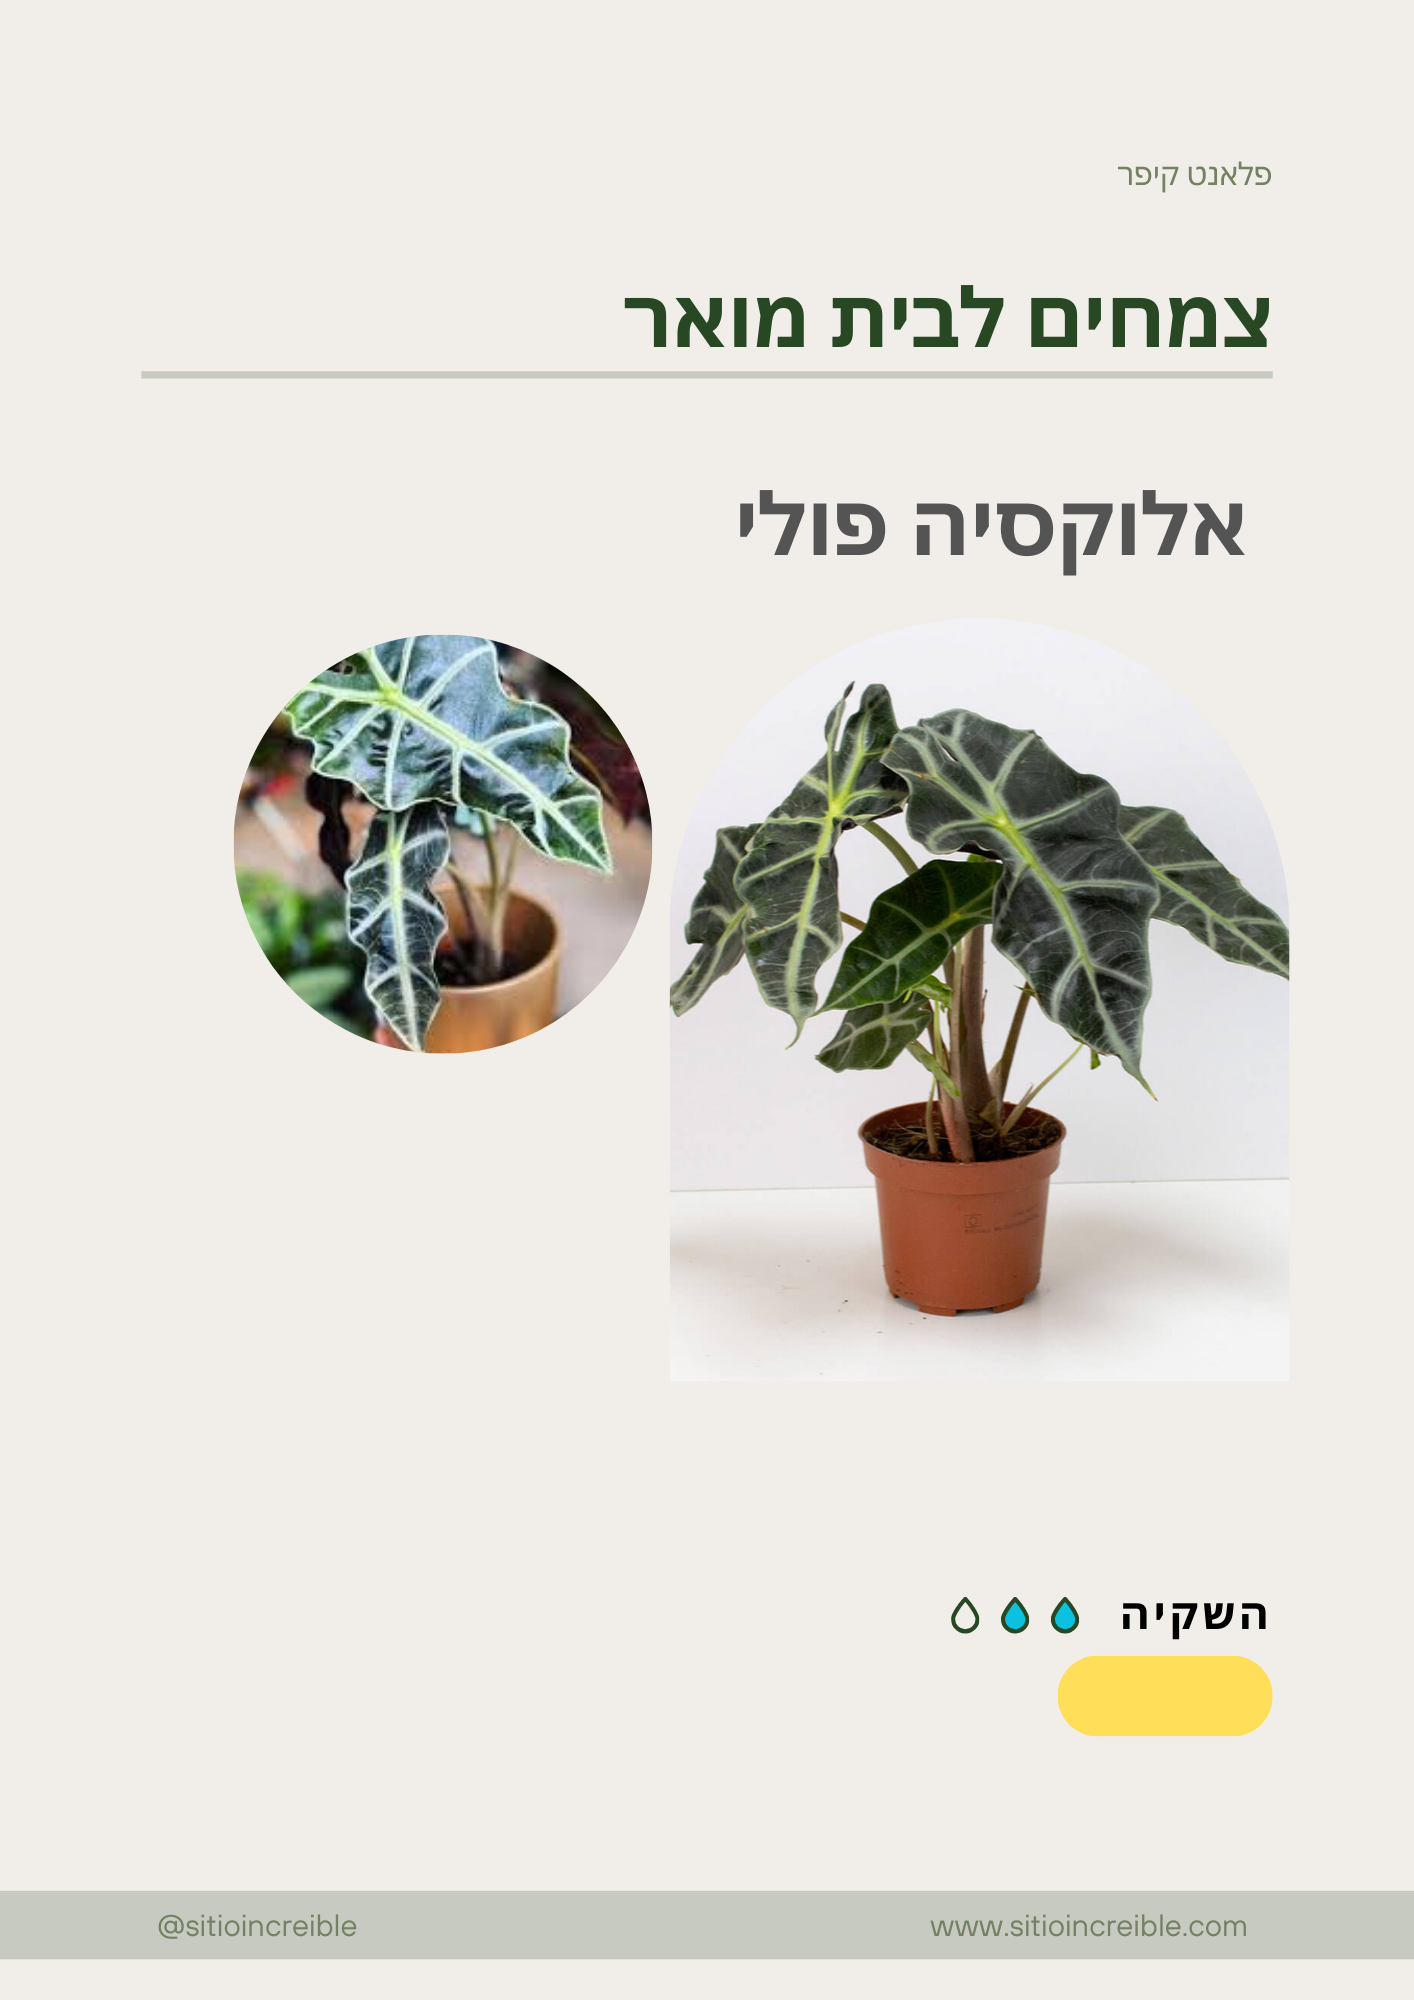 פלאנט קיפר
צמחים לבית מואר
אלוקסיה פולי
השקיה
@sitioincreible
www.sitioincreible.com